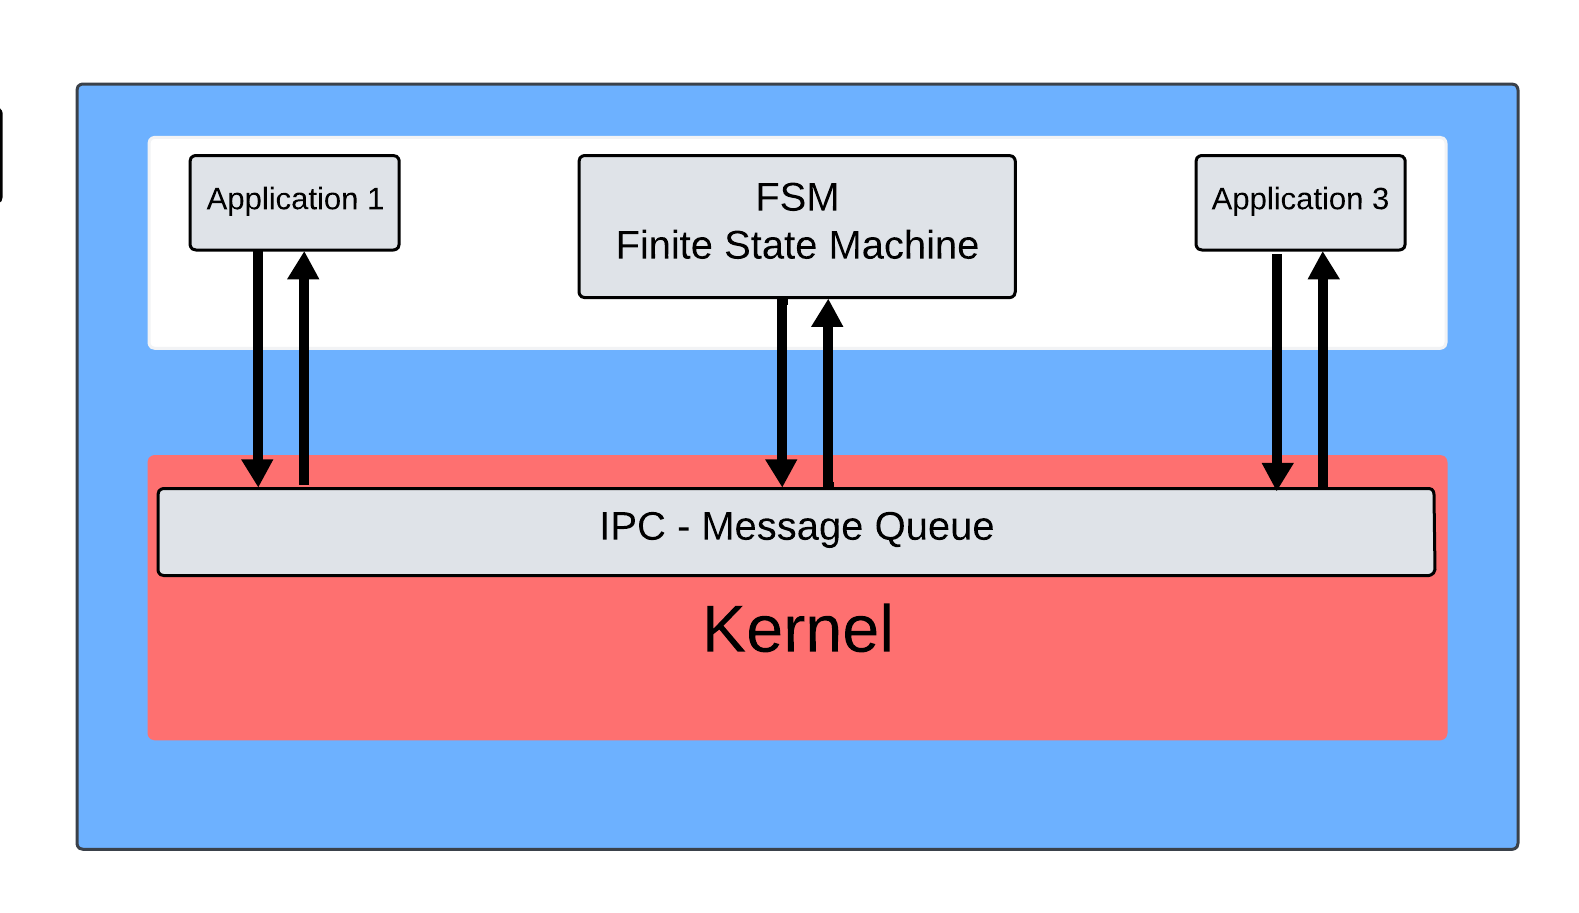 Application 1
FSM
Finite State Machine
Application 3
IPC - Message Queue
Kernel